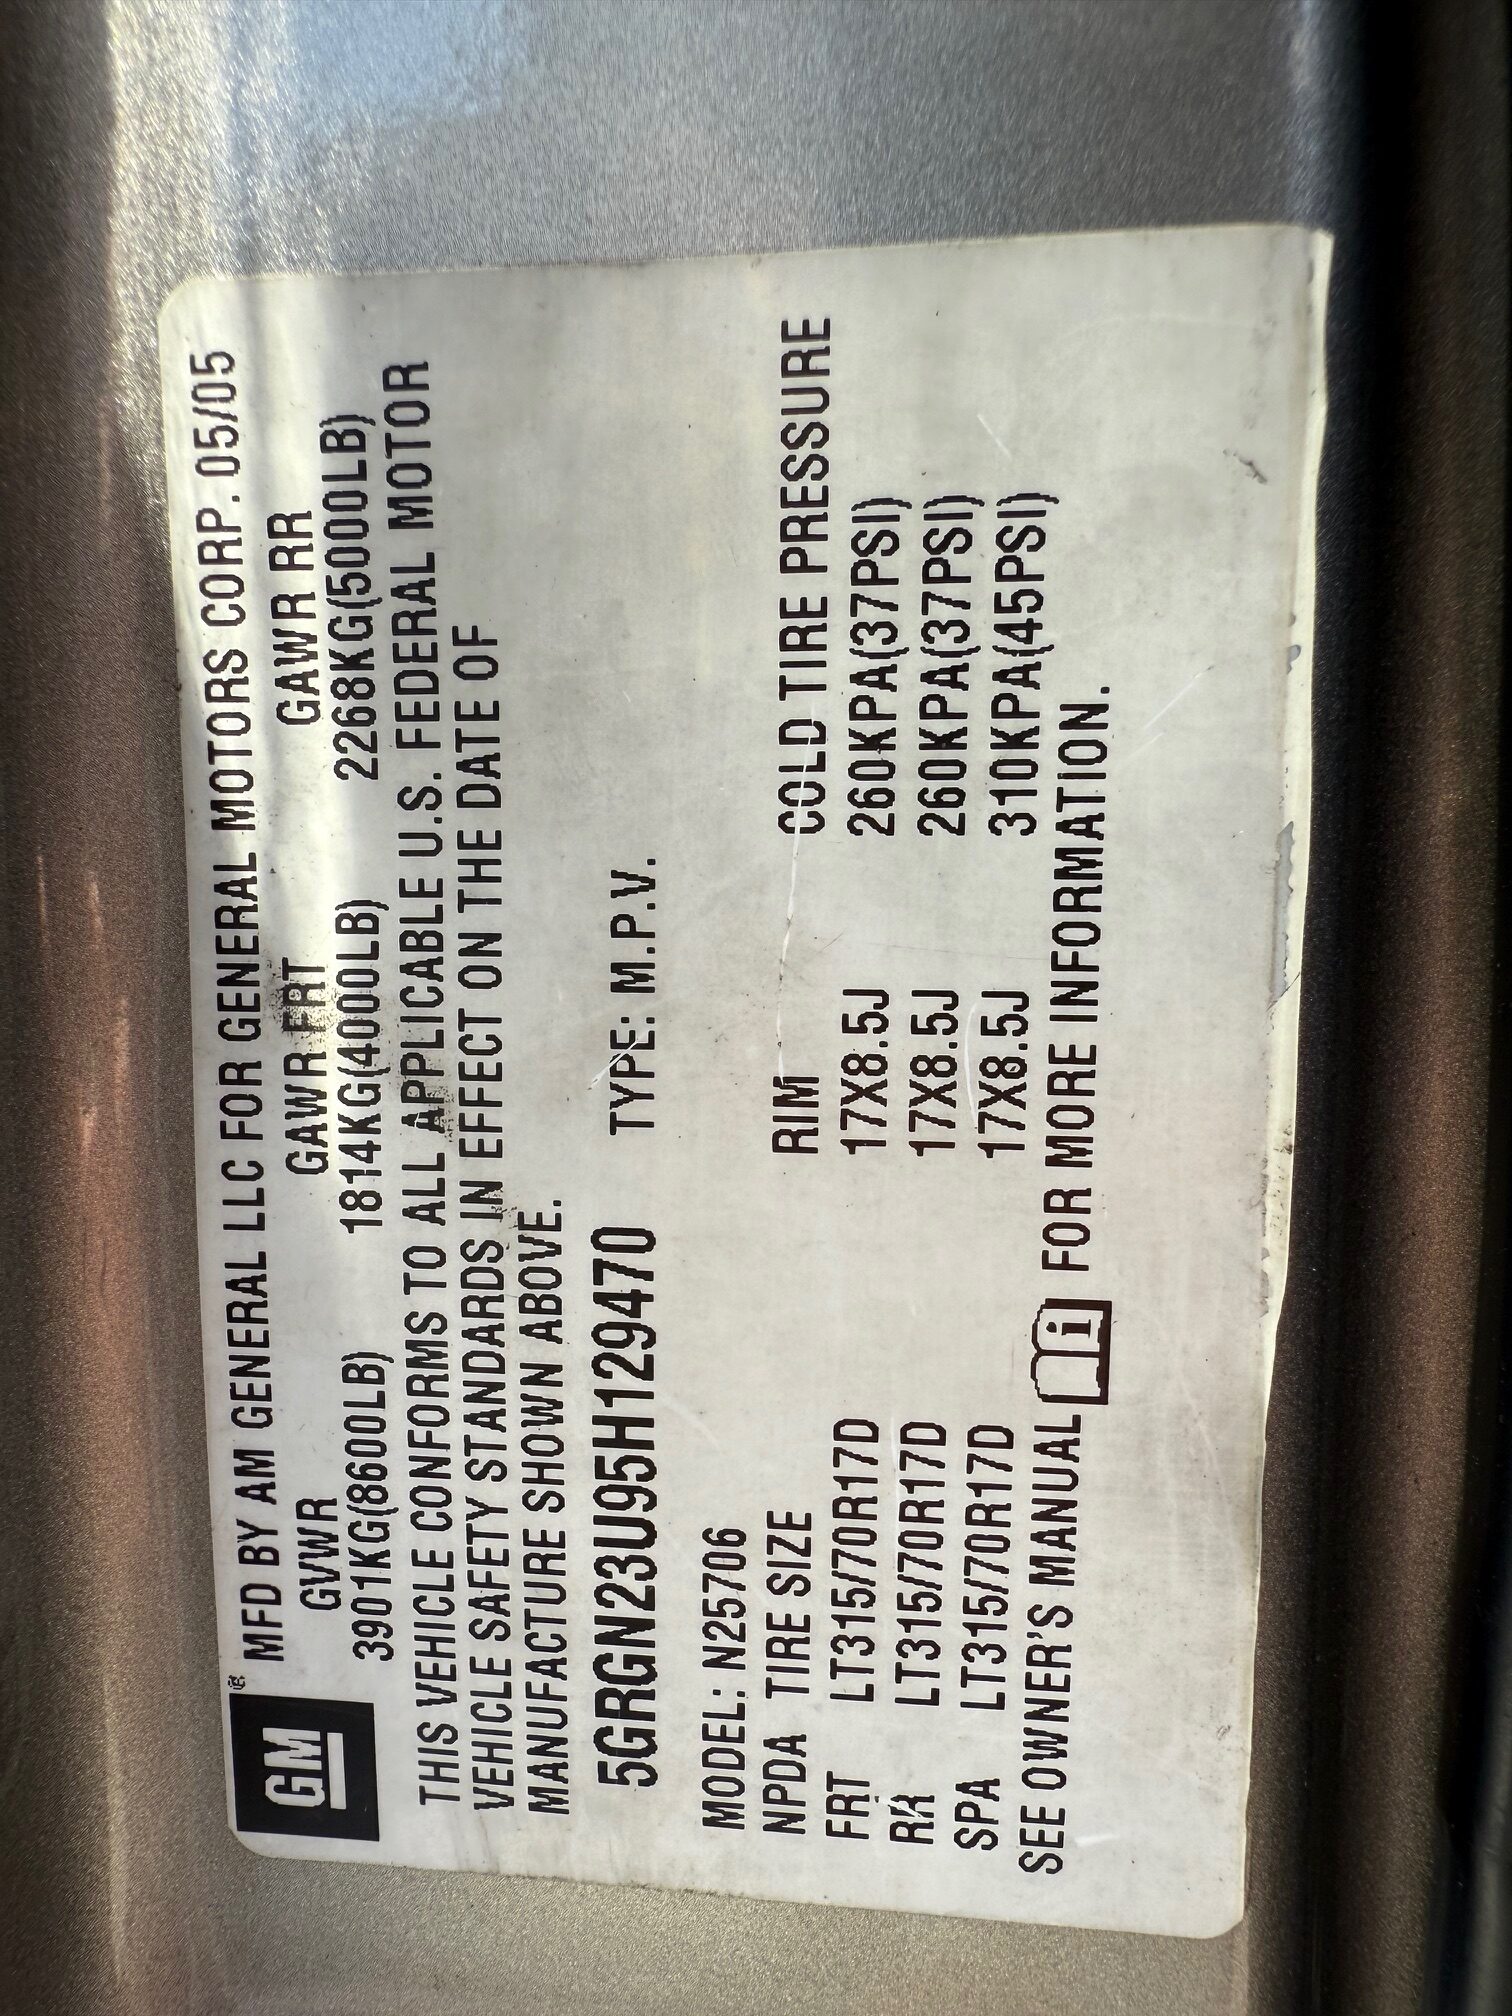 GM® MFD BY AM GENERAL LLC FOR GENERAL MOTORS CORP. 05/05
GVWR GAWR FRT GAWR RR
3901KG(8600LB) 1814KG(4000LB) 2268KG(5000LB)
THIS VEHICLE CONFORMS TO ALL APPLICABLE U.S. FEDERAL MOTOR
VEHICLE SAFETY STANDARDS IN EFFECT ON THE DATE OF
MANUFACTURE SHOWN ABOVE.
5GRGN23U95H129470 TYPE: M.P.V.
MODEL: N25706
NPDA TIRE SIZE RIM COLD TIRE PRESSURE
FRT LT315/70R17D 17X8.5J 260KPA(37PSI)
RR LT315/70R17D 17X8.5J 260KPA(37PSI)
SPA LT315/70R17D 17X8.5J 310KPA(45PSI)
SEE OWNER'S MANUAL i FOR MORE INFORMATION.